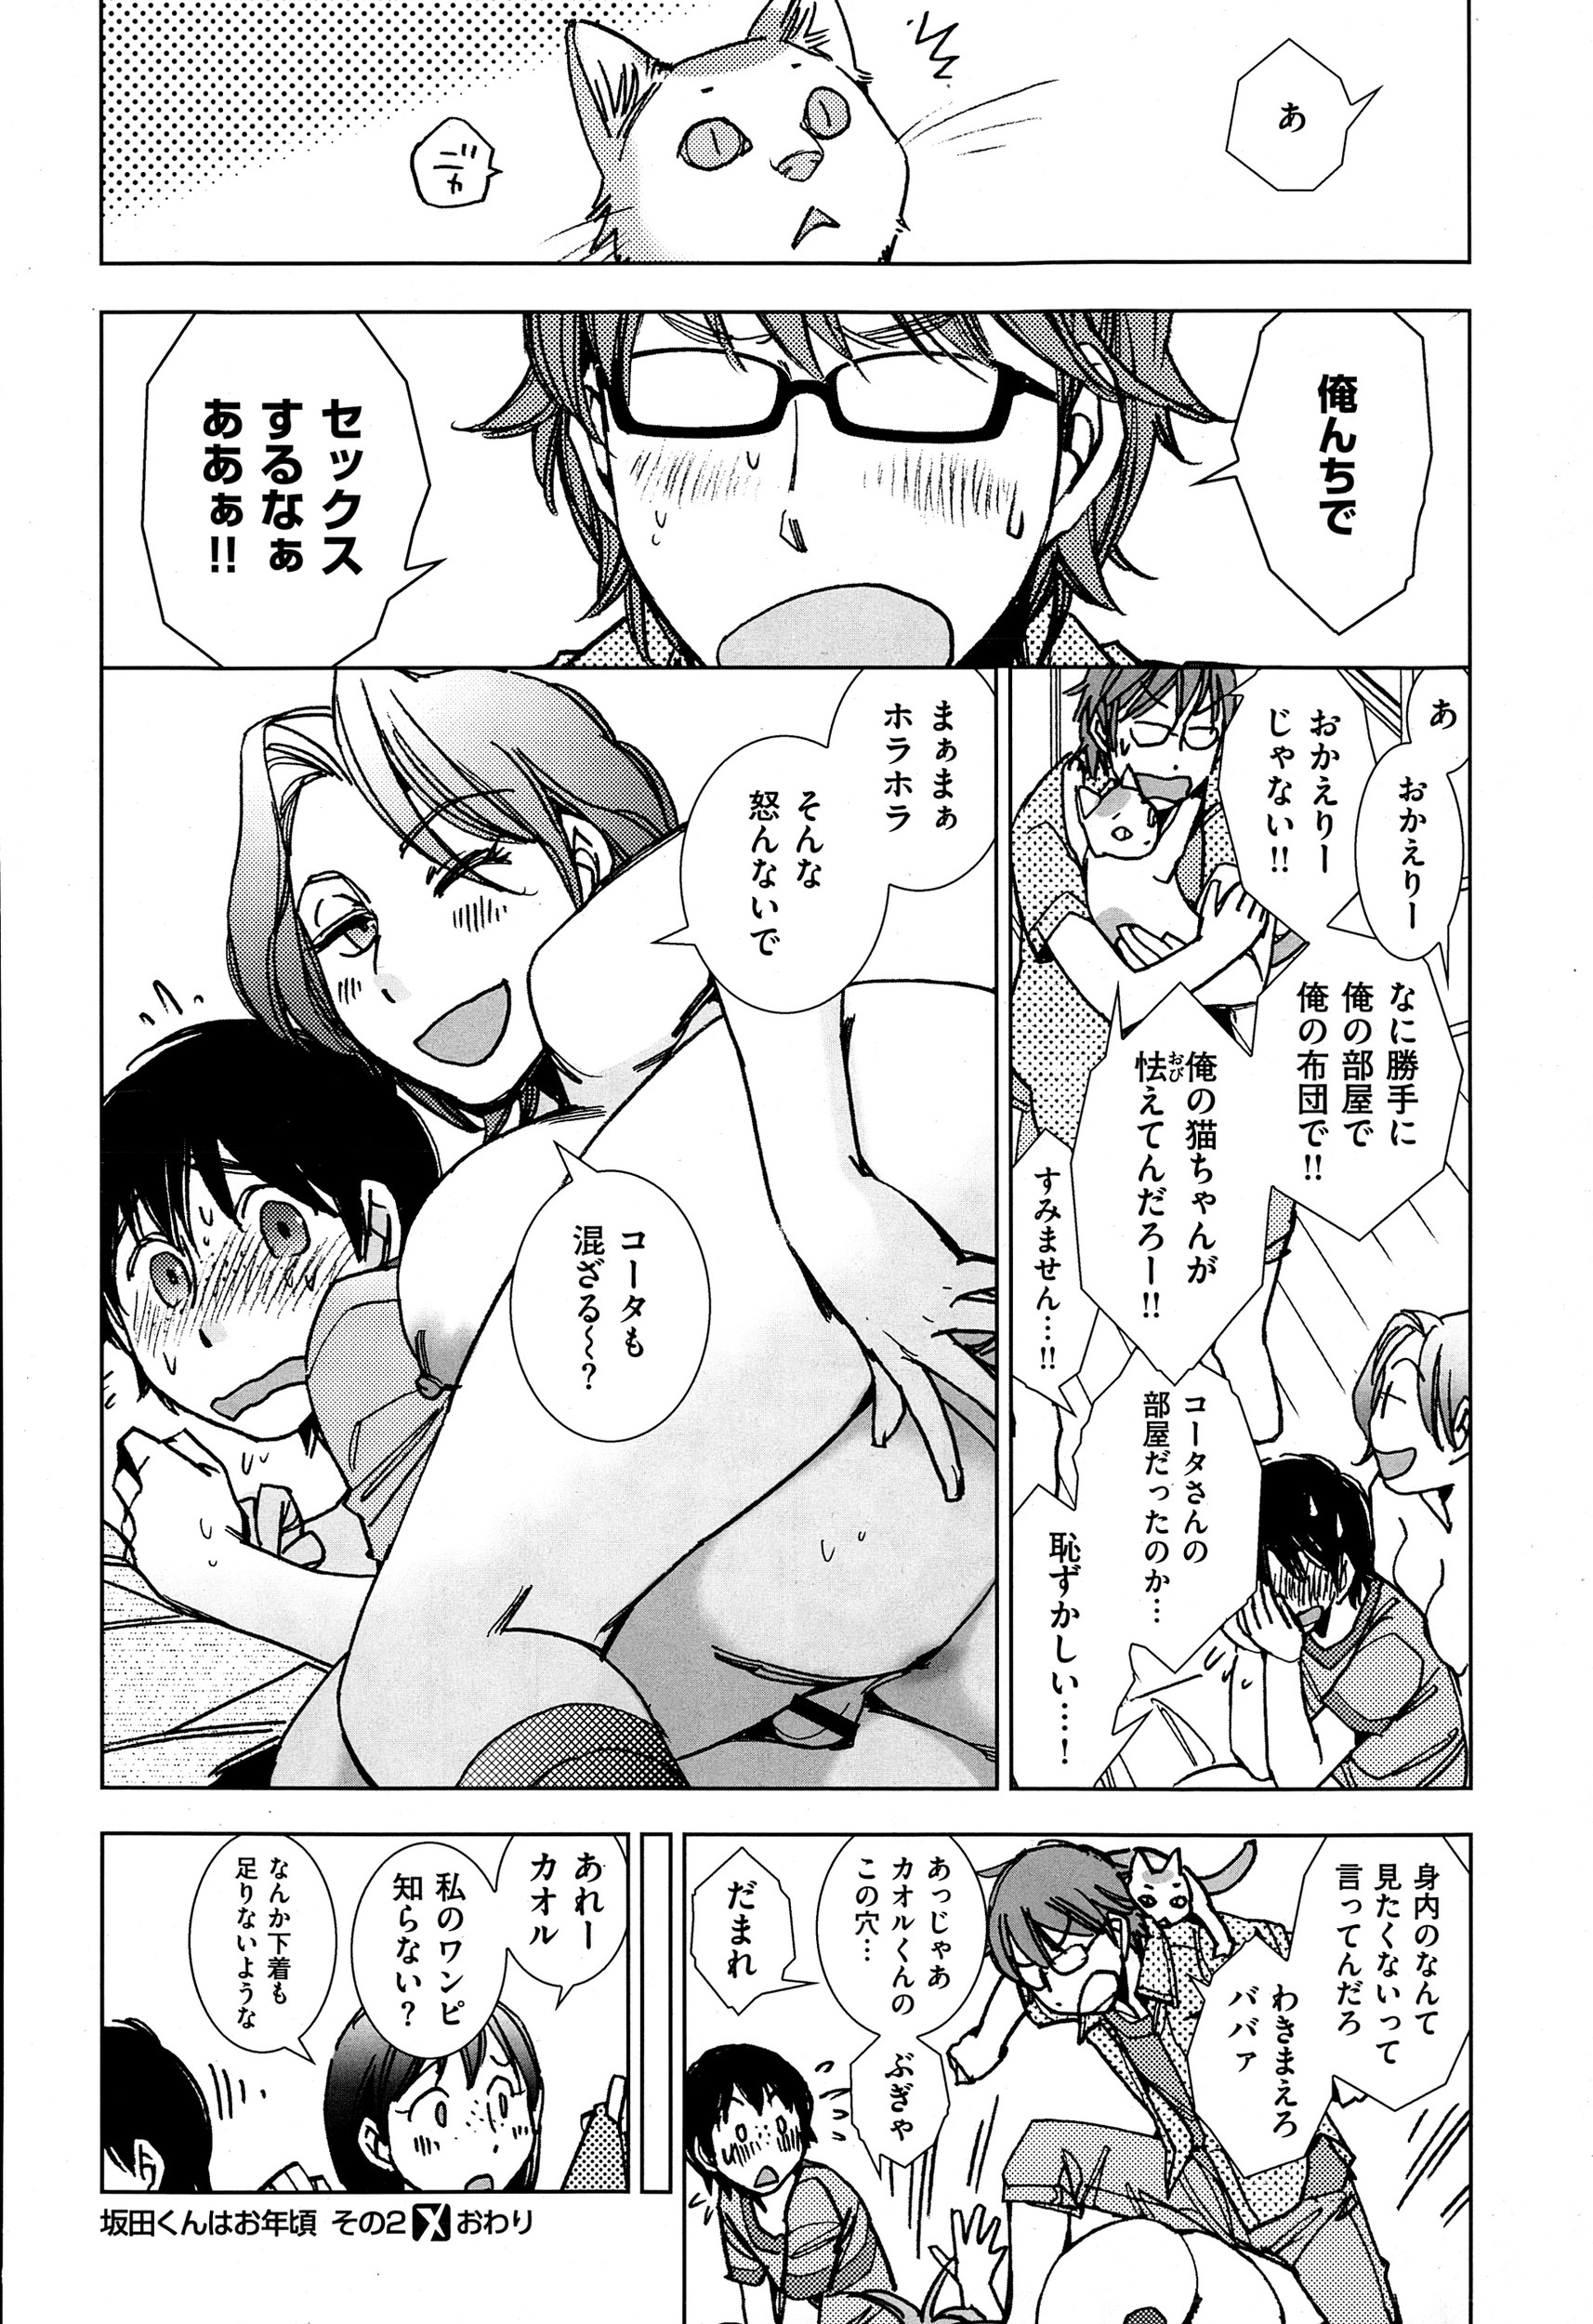 あ
ニャ
俺んちで
セックス
するなぁ
ああぁ!!
あ
おかえりー
おかえりー
じゃない!!
なに勝手に
俺の部屋で
俺の布団で!!
俺の猫ちゃんが
怯えてんだろー!!
おび
すみません…!!
コータさんの
部屋だったのか…
恥ずかしい…!
まぁまぁ
ホラホラ
そんな
怒んないで
コータも
混ざる～?
身内のなんて
見たくないって
言ってんだろ
わきまえろ
ババァ
あっじゃあ
カオルくんの
この穴…
だまれ
ぶぎゃ
あれー
カオル
私のワンピ
知らない?
なんか下着も
足りないような
坂田くんはお年頃 その2 X おわり